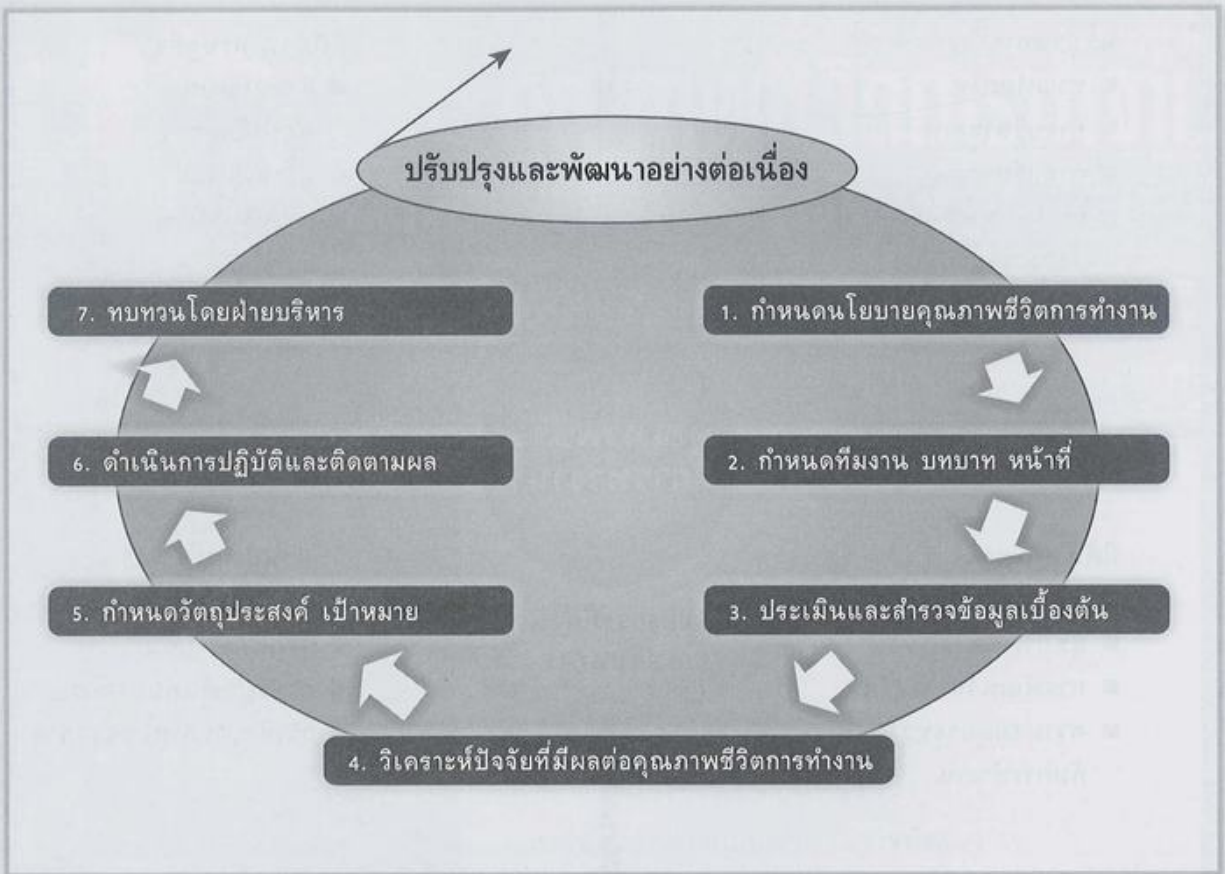 ปรับปรุงและพัฒนาอย่างต่อเนื่อง
1. กำหนดนโยบายคุณภาพชีวิตการทำงาน
2. กำหนดทีมงาน บทบาท หน้าที่
3. ประเมินและสำรวจข้อมูลเบื้องต้น
4. วิเคราะห์ปัจจัยที่มีผลต่อคุณภาพชีวิตการทำงาน
5. กำหนดวัตถุประสงค์ เป้าหมาย
6. ดำเนินการปฏิบัติและติดตามผล
7. ทบทวนโดยฝ่ายบริหาร